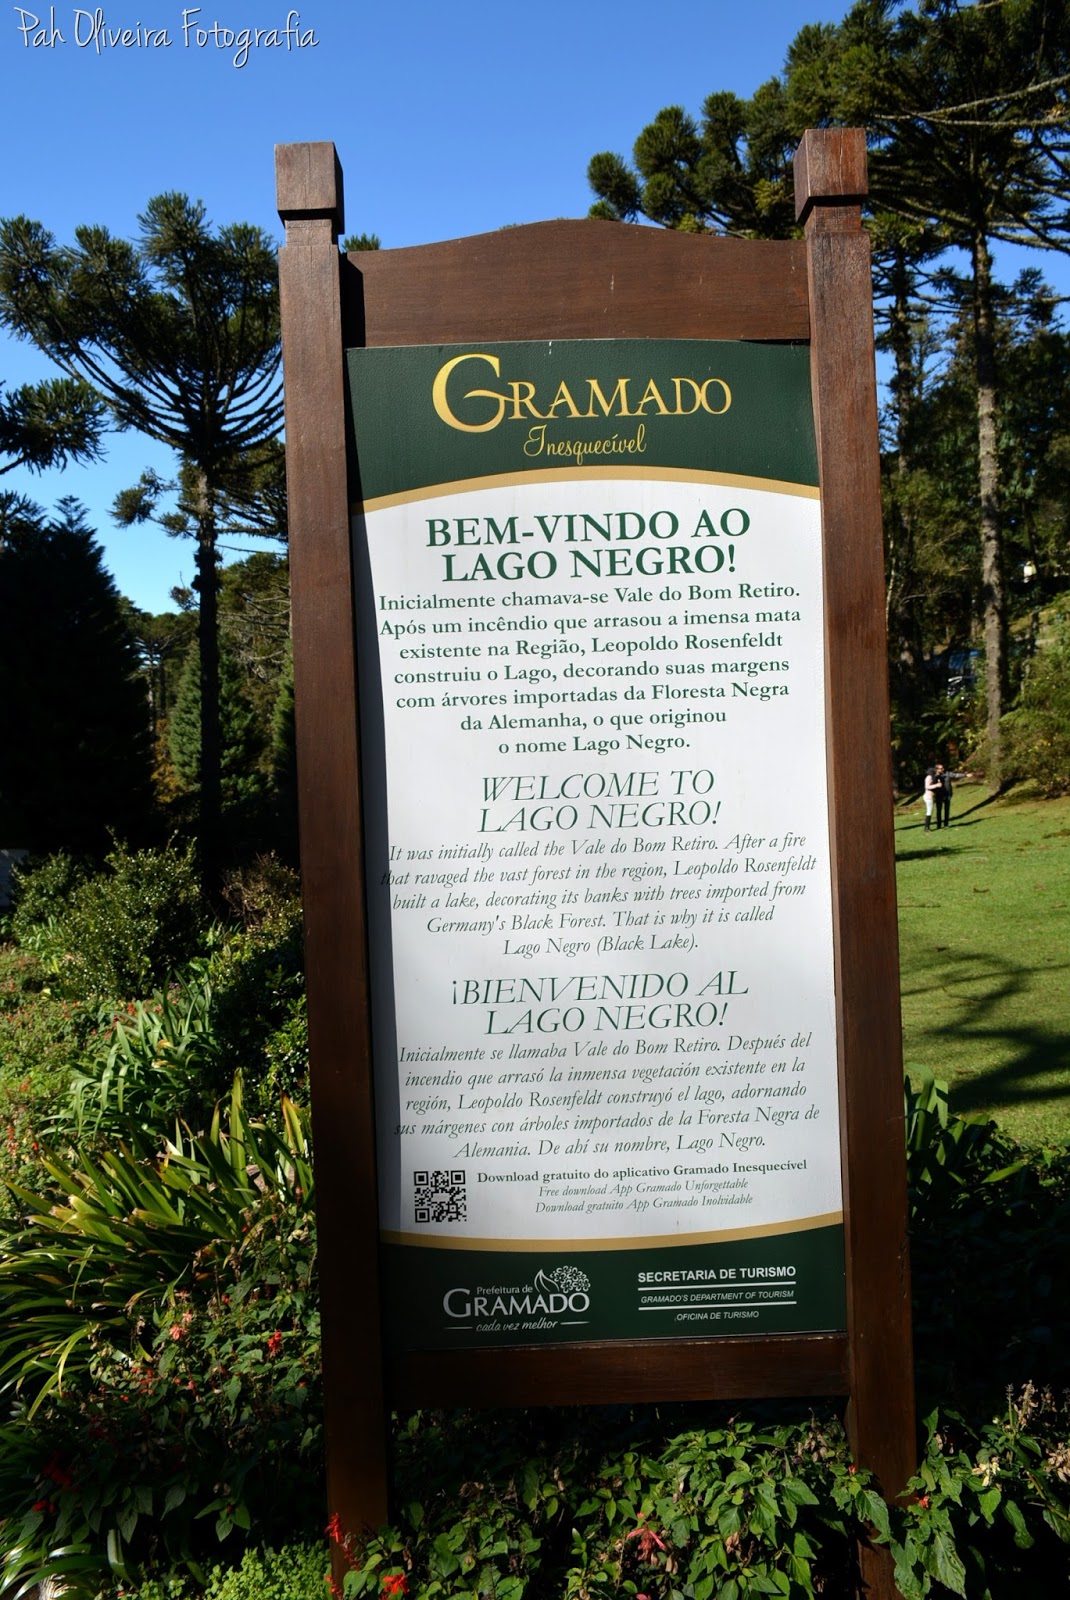 Pah Oliveira Fotografia
GRAMADO
Inesquecível
BEM-VINDO AO
LAGO NEGRO!
Inicialmente chamava-se Vale do Bom Retiro.
Após um incêndio que arrasou a imensa mata
existente na Região, Leopoldo Rosenfeldt
construiu o Lago, decorando suas margens
com árvores importadas da Floresta Negra
da Alemanha, o que originou
o nome Lago Negro.
WELCOME TO
LAGO NEGRO!
It was initially called the Vale do Bom Retiro. After a fire
that ravaged the vast forest in the region, Leopoldo Rosenfeldt
built a lake, decorating its banks with trees imported from
Germany's Black Forest. That is why it is called
Lago Negro (Black Lake).
¡BIENVENIDO AL
LAGO NEGRO!
Inicialmente se llamaba Vale do Bom Retiro. Después del
incendio que arrasó la inmensa vegetación existente en la
región, Leopoldo Rosenfeldt construyó el lago, adornando
sus márgenes con árboles importados de la Foresta Negra de
Alemania. De ahí su nombre, Lago Negro.
Download gratuito do aplicativo Gramado Inesquecível
Free download App Gramado Unforgettable
Download gratuito App Gramado Inolvidable
Prefeitura de
GRAMADO
cada vez melhor
SECRETARIA DE TURISMO
GRAMADO'S DEPARTMENT OF TOURISM
OFICINA DE TURISMO